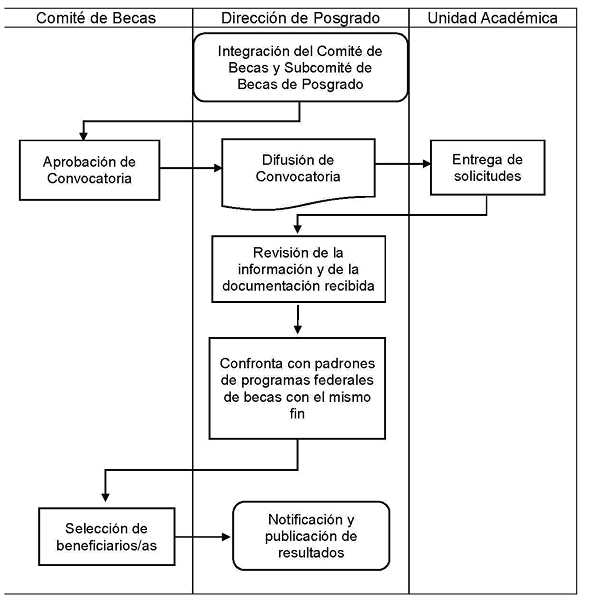 Comité de Becas
Dirección de Posgrado
Unidad Académica
Integración del Comité de
Becas y Subcomité de
Becas de Posgrado
Aprobación de
Convocatoria
Difusión de
Convocatoria
Entrega de
solicitudes
Revisión de la
información y de la
documentación recibida
Confronta con padrones
de programas federales
de becas con el mismo
fin
Selección de
beneficiarios/as
Notificación y
publicación de
resultados